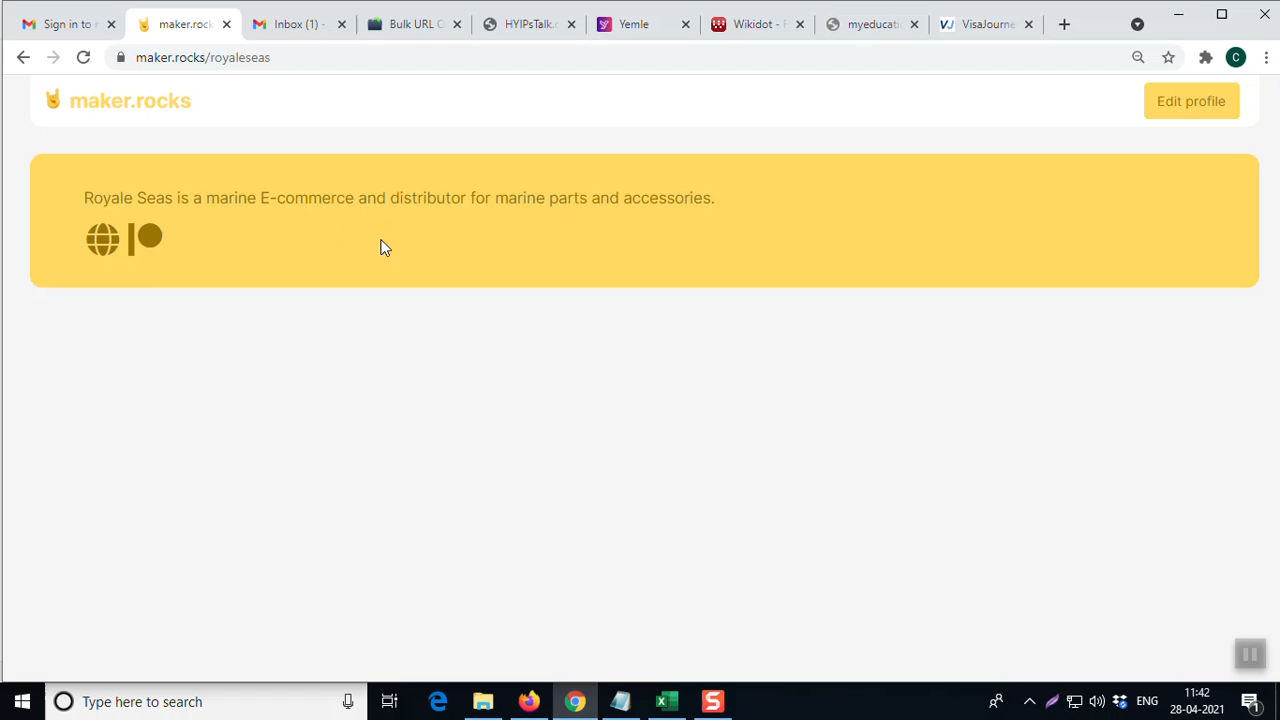 Sign in to r
maker.rock
Inbox (1) -
Bulk URL O
HYIPsTalk.c
Yemle
Wikidot - F
myeducati
VisaJourne
maker.rocks/royaleseas
C
maker.rocks
Edit profile
Royale Seas is a marine E-commerce and distributor for marine parts and accessories.
Type here to search
ENG
11:42
28-04-2021
1